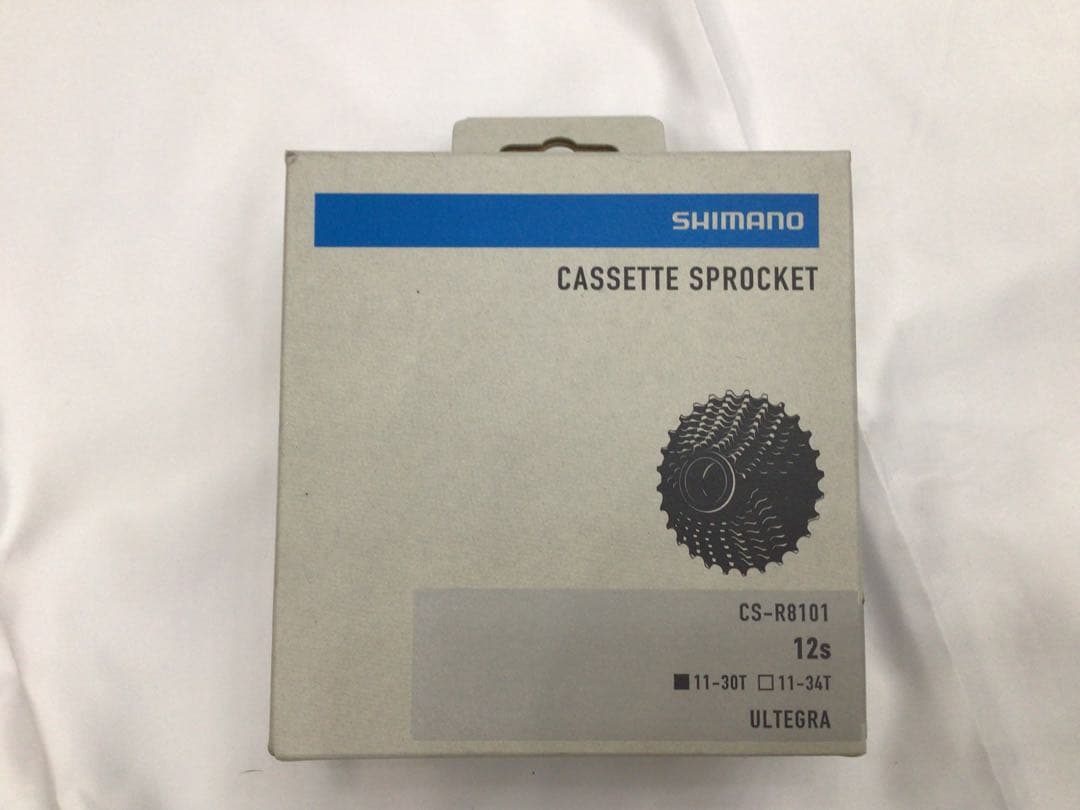 SHIMANO
CASSETTE SPROCKET
CS-R8101
12s
■11-30T □11-34T
ULTEGRA